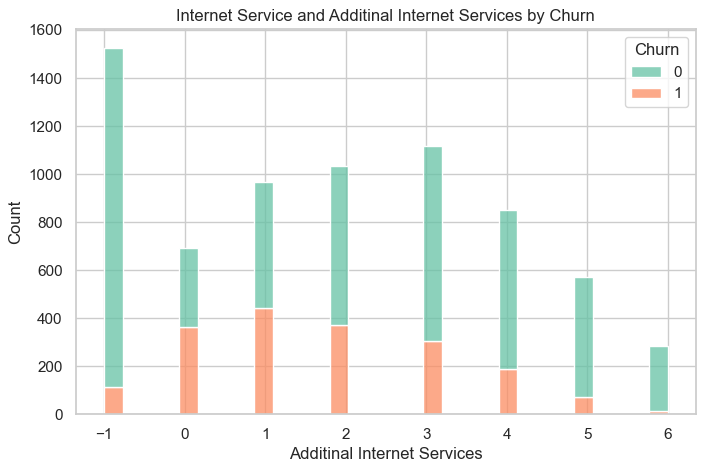 Internet Service and Additinal Internet Services by Churn
Churn
0
1
1600
1400
1200
1000
800
600
400
200
0
Count
−1 0 1 2 3 4 5 6
Additinal Internet Services